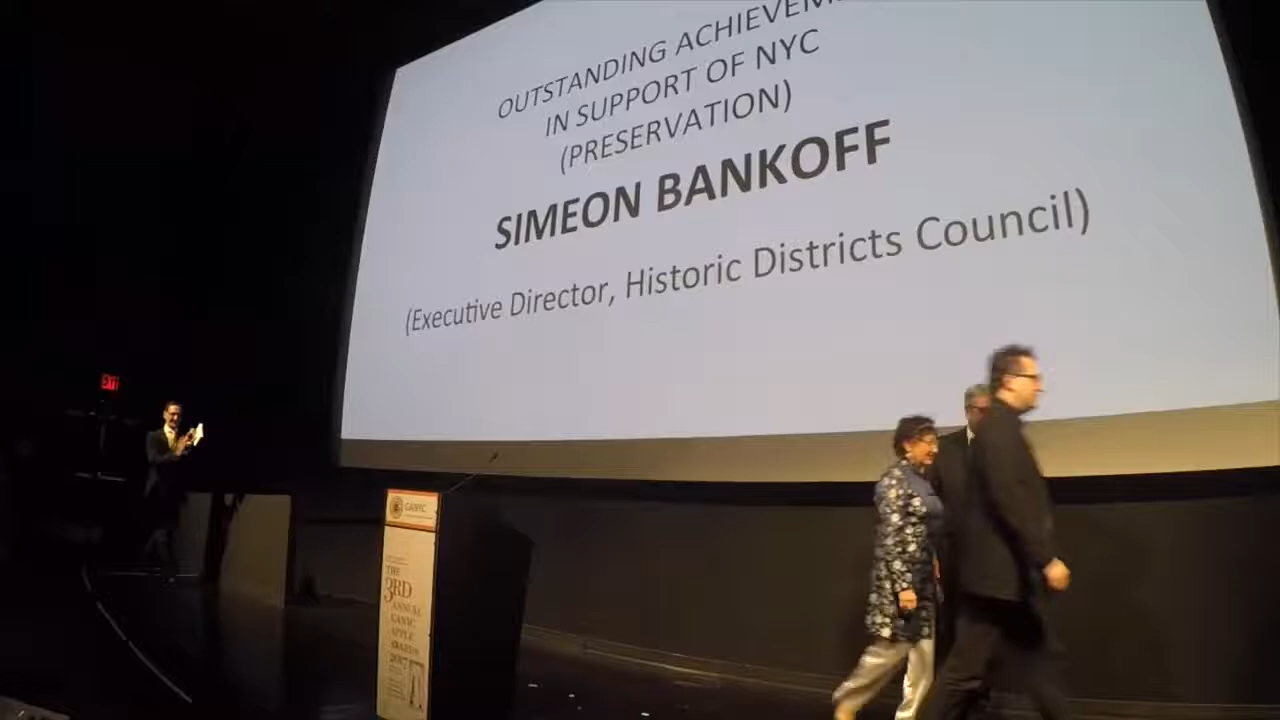 OUTSTANDING ACHIEVEM
IN SUPPORT OF NYC
(PRESERVATION)
SIMEON BANKOFF
(Executive Director, Historic Districts Council)
GANYC
THE
3RD
ANNUAL
GANYC
APPLE
AWARDS
2017